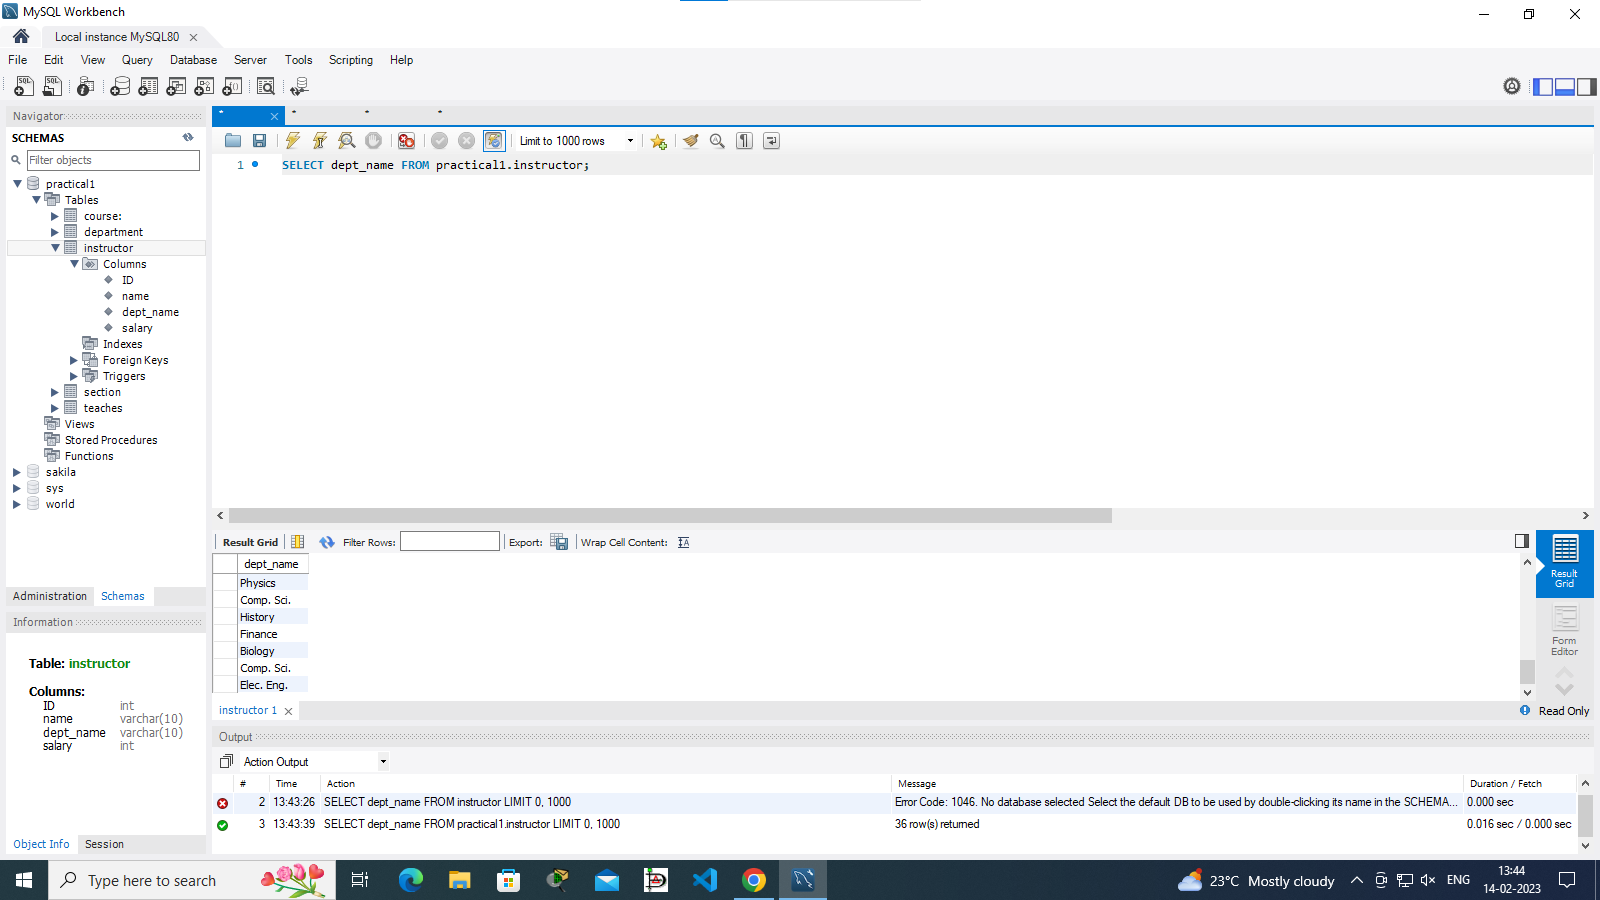 MySQL Workbench
Local instance MySQL80
File Edit View Query Database Server Tools Scripting Help
Navigator
SCHEMAS
Filter objects
practical1
Tables
course:
department
instructor
Columns
ID
name
dept_name
salary
Indexes
Foreign Keys
Triggers
section
teaches
Views
Stored Procedures
Functions
sakila
sys
world
Administration Schemas
Information
Table: instructor
Columns:
ID int
name varchar(10)
dept_name varchar(10)
salary int
Object Info Session
Limit to 1000 rows
1 SELECT dept_name FROM practical1.instructor;
Result Grid Filter Rows: Export: Wrap Cell Content:
dept_name
Physics
Comp. Sci.
History
Finance
Biology
Comp. Sci.
Elec. Eng.
Result
Grid
Form
Editor
instructor 1
Read Only
Output
Action Output
# Time Action Message Duration / Fetch
2 13:43:26 SELECT dept_name FROM instructor LIMIT 0, 1000 Error Code: 1046. No database selected Select the default DB to be used by double-clicking its name in the SCHEMA... 0.000 sec
3 13:43:39 SELECT dept_name FROM practical1.instructor LIMIT 0, 1000 36 row(s) returned 0.016 sec / 0.000 sec
Type here to search
23°C Mostly cloudy
ENG
13:44
14-02-2023